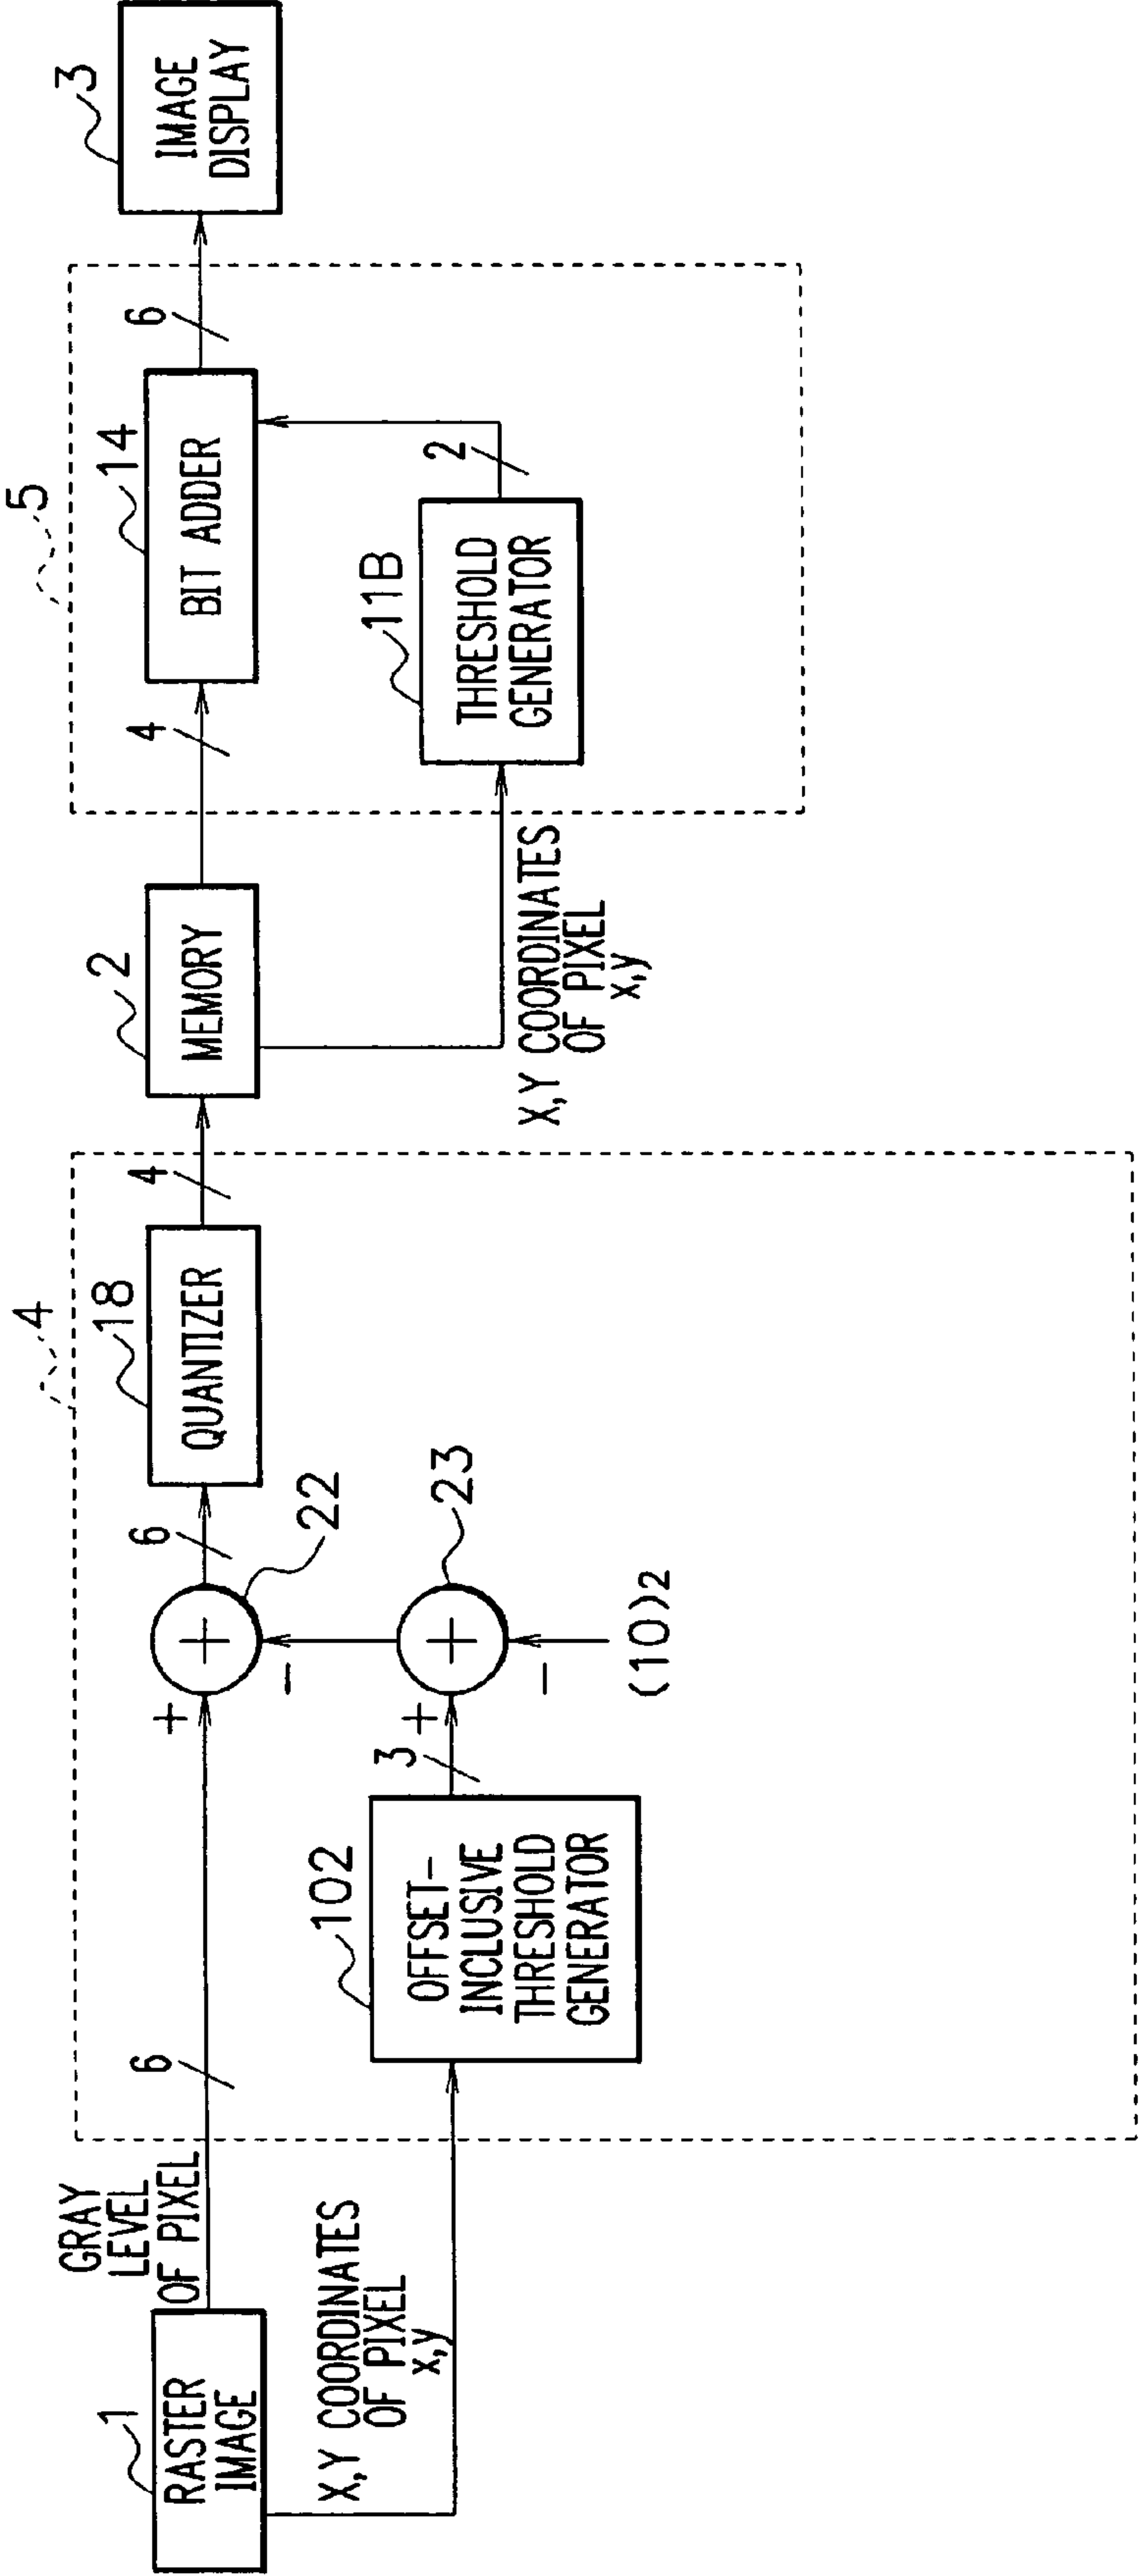 1
RASTER
IMAGE
GRAY
LEVEL
OF PIXEL
6
X,Y COORDINATES
OF PIXEL
x,y
4
102
OFFSET-
INCLUSIVE
THRESHOLD
GENERATOR
3
+
-
(10)2
23
+
-
22
6
18
QUANTIZER
4
2
MEMORY
X,Y COORDINATES
OF PIXEL
x,y
5
4
14
BIT ADDER
11B
THRESHOLD
GENERATOR
2
6
3
IMAGE
DISPLAY